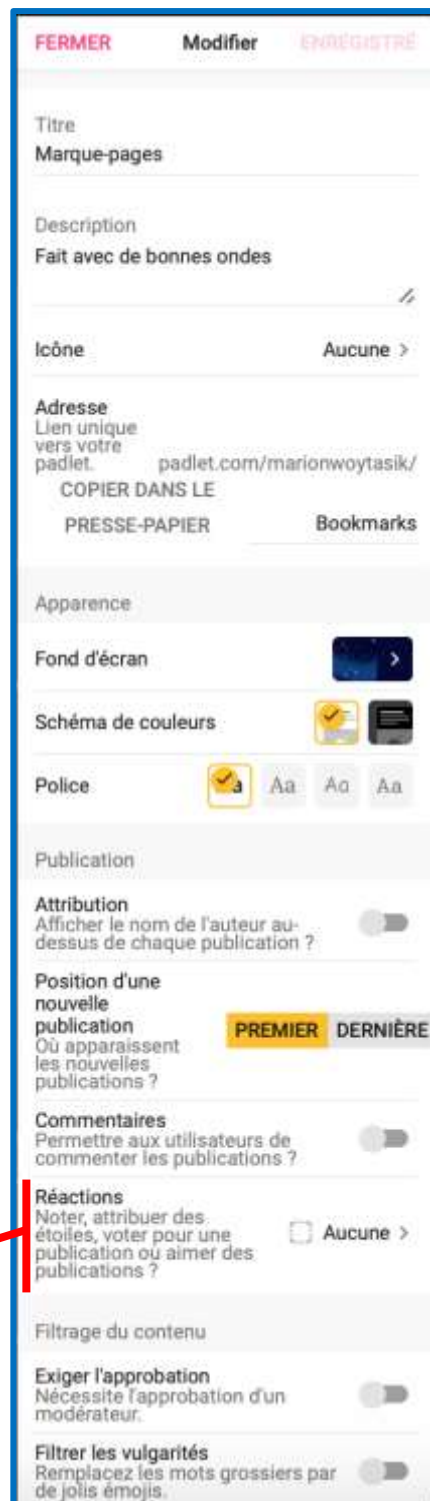 FERMER Modifier ENREGISTRÉ
Titre
Marque-pages
Description
Fait avec de bonnes ondes
Icône Aucune >
Adresse
Lien unique
vers votre
padlet. padlet.com/marionwoytasik/
COPIER DANS LE
PRESSE-PAPIER Bookmarks
Apparence
Fond d'écran
Schéma de couleurs
Police a Aa Aa Aa
Publication
Attribution
Afficher le nom de l'auteur au-
dessus de chaque publication ?
Position d'une
nouvelle
publication PREMIER DERNIÈRE
Où apparaissent
les nouvelles
publications ?
Commentaires
Permettre aux utilisateurs de
commenter les publications ?
Réactions
Noter, attribuer des
étoiles, voter pour une
publication ou aimer des
publications ? Aucune >
Filtrage du contenu
Exiger l'approbation
Nécessite l'approbation d'un
modérateur.
Filtrer les vulgarités
Remplacez les mots grossiers par
de jolis émojis.